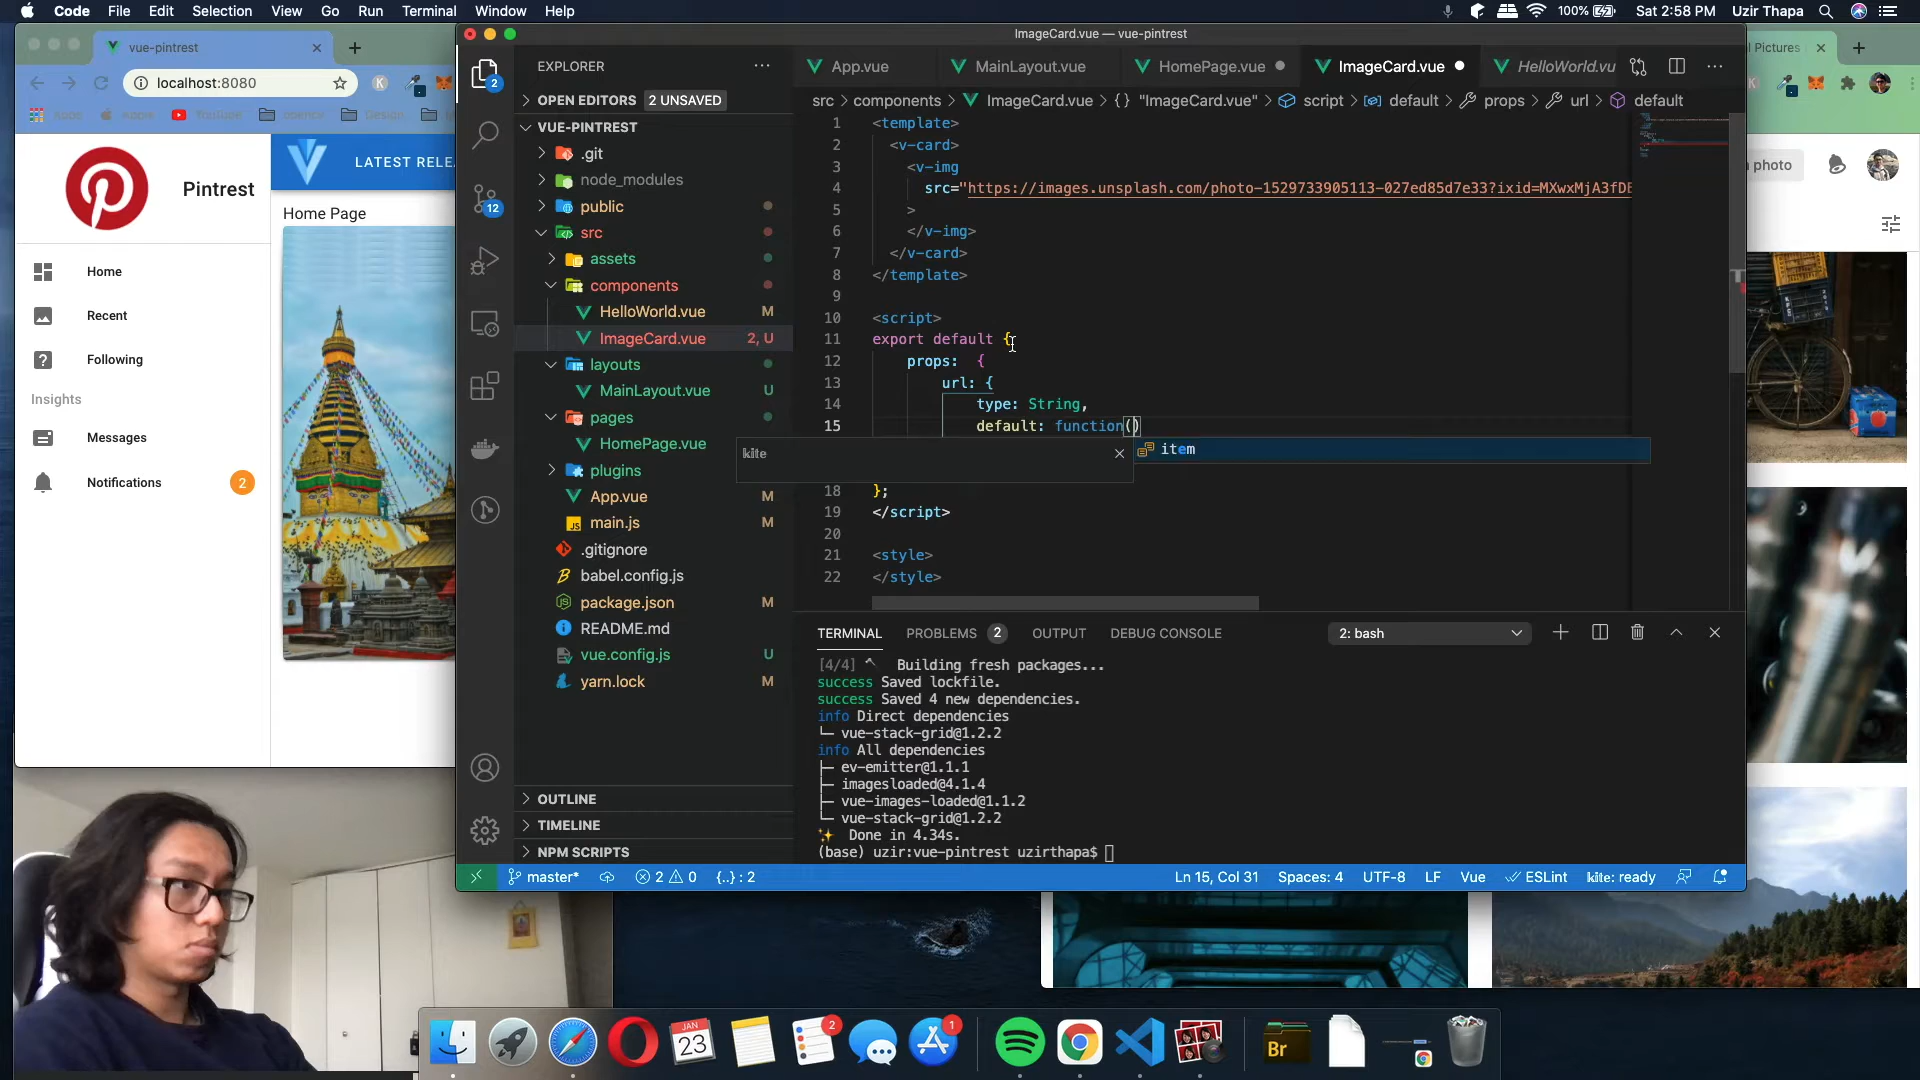 Code File Edit Selection View Go Run Terminal Window Help
100% Sat 2:58 PM Uzir Thapa
vue-pintrest
localhost:8080
Apps Apple YouTube opencv Design
Pintrest
LATEST RELE
Home Page
Home
Recent
Following
Insights
Messages
Notifications 2
ImageCard.vue — vue-pintrest
EXPLORER
2
12
OPEN EDITORS 2 UNSAVED
VUE-PINTREST
.git
node_modules
public
src
assets
components
HelloWorld.vue M
ImageCard.vue 2, U
layouts
MainLayout.vue U
pages
HomePage.vue
plugins
App.vue M
main.js M
.gitignore
babel.config.js
package.json M
README.md
vue.config.js U
yarn.lock M
OUTLINE
TIMELINE
NPM SCRIPTS
App.vue MainLayout.vue HomePage.vue ImageCard.vue HelloWorld.vu
src > components > ImageCard.vue > {} "ImageCard.vue" > script > default > props > url > default
1 <template>
2 <v-card>
3 <v-img
4 src="https://images.unsplash.com/photo-1529733905113-027ed85d7e33?ixid=MXwxMjA3fDE
5 >
6 </v-img>
7 </v-card>
8 </template>
9
10 <script>
11 export default {
12 props: {
13 url: {
14 type: String,
15 default: function()
kite
item
18 };
19 </script>
20
21 <style>
22 </style>
TERMINAL PROBLEMS 2 OUTPUT DEBUG CONSOLE 2: bash
[4/4] Building fresh packages...
success Saved lockfile.
success Saved 4 new dependencies.
info Direct dependencies
└─ vue-stack-grid@1.2.2
info All dependencies
├─ ev-emitter@1.1.1
├─ imagesloaded@4.1.4
├─ vue-images-loaded@1.1.2
└─ vue-stack-grid@1.2.2
✨ Done in 4.34s.
(base) uzir:vue-pintrest uzirthapa$
master* 2 0 {..} : 2 Ln 15, Col 31 Spaces: 4 UTF-8 LF Vue ESLint kite: ready
l Pictures
photo
JAN
23
2
1
Br